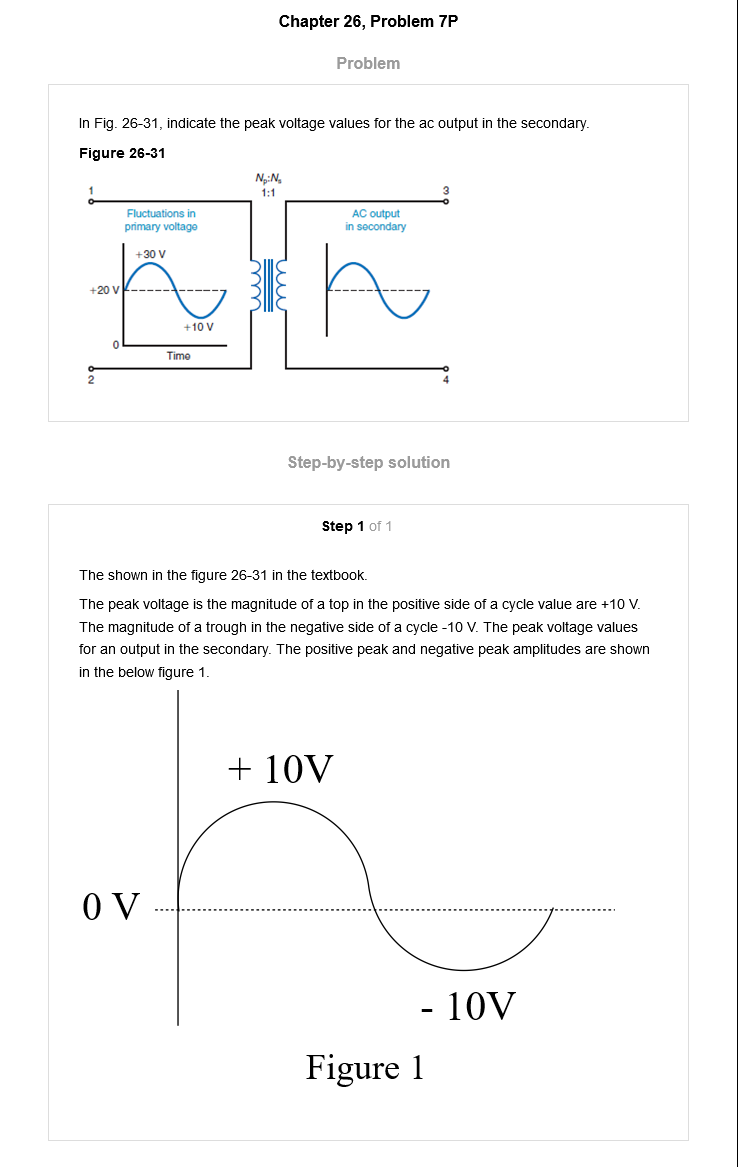 Chapter 26, Problem 7P
Problem
In Fig. 26-31, indicate the peak voltage values for the ac output in the secondary.
Figure 26-31
Np:Ns
1:1
1
3
Fluctuations in
primary voltage
AC output
in secondary
+30 V
+20 V
+10 V
0
Time
2
4
Step-by-step solution
Step 1 of 1
The shown in the figure 26-31 in the textbook.
The peak voltage is the magnitude of a top in the positive side of a cycle value are +10 V.
The magnitude of a trough in the negative side of a cycle -10 V. The peak voltage values
for an output in the secondary. The positive peak and negative peak amplitudes are shown
in the below figure 1.
+ 10V
0 V
- 10V
Figure 1